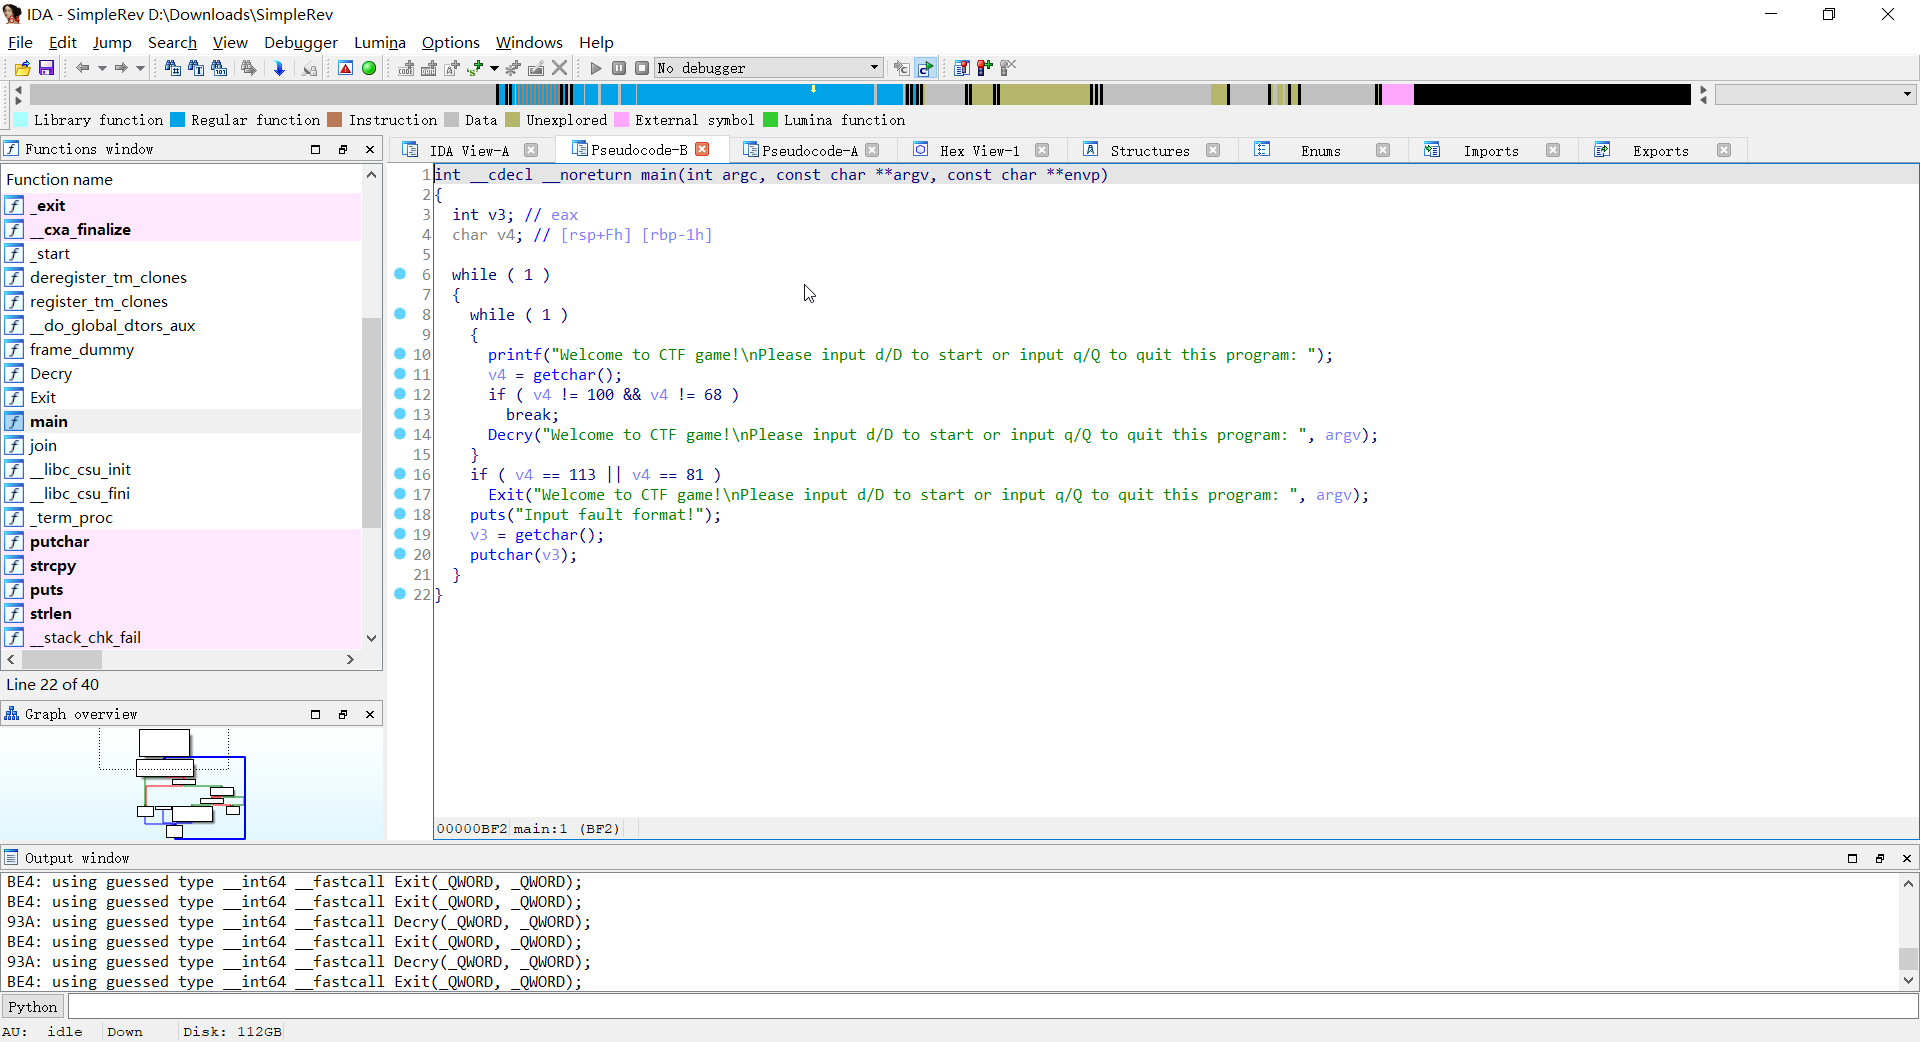 IDA - SimpleRev D:\Downloads\SimpleRev
File Edit Jump Search View Debugger Lumina Options Windows Help
No debugger
Library function Regular function Instruction Data Unexplored External symbol Lumina function
Functions window
IDA View-A Pseudocode-B Pseudocode-A Hex View-1 Structures Enums Imports Exports
Function name
_exit
__cxa_finalize
_start
deregister_tm_clones
register_tm_clones
__do_global_dtors_aux
frame_dummy
Decry
Exit
main
join
__libc_csu_init
__libc_csu_fini
_term_proc
putchar
strcpy
puts
strlen
__stack_chk_fail
Line 22 of 40
Graph overview
1 int __cdecl __noreturn main(int argc, const char **argv, const char **envp)
2 {
3 int v3; // eax
4 char v4; // [rsp+Fh] [rbp-1h]
5
6 while ( 1 )
7 {
8 while ( 1 )
9 {
10 printf("Welcome to CTF game!\nPlease input d/D to start or input q/Q to quit this program: ");
11 v4 = getchar();
12 if ( v4 != 100 && v4 != 68 )
13 break;
14 Decry("Welcome to CTF game!\nPlease input d/D to start or input q/Q to quit this program: ", argv);
15 }
16 if ( v4 == 113 || v4 == 81 )
17 Exit("Welcome to CTF game!\nPlease input d/D to start or input q/Q to quit this program: ", argv);
18 puts("Input fault format!");
19 v3 = getchar();
20 putchar(v3);
21 }
22 }
00000BF2 main:1 (BF2)
Output window
BE4: using guessed type __int64 __fastcall Exit(_QWORD, _QWORD);
BE4: using guessed type __int64 __fastcall Exit(_QWORD, _QWORD);
93A: using guessed type __int64 __fastcall Decry(_QWORD, _QWORD);
BE4: using guessed type __int64 __fastcall Exit(_QWORD, _QWORD);
93A: using guessed type __int64 __fastcall Decry(_QWORD, _QWORD);
BE4: using guessed type __int64 __fastcall Exit(_QWORD, _QWORD);
Python
AU: idle Down Disk: 112GB